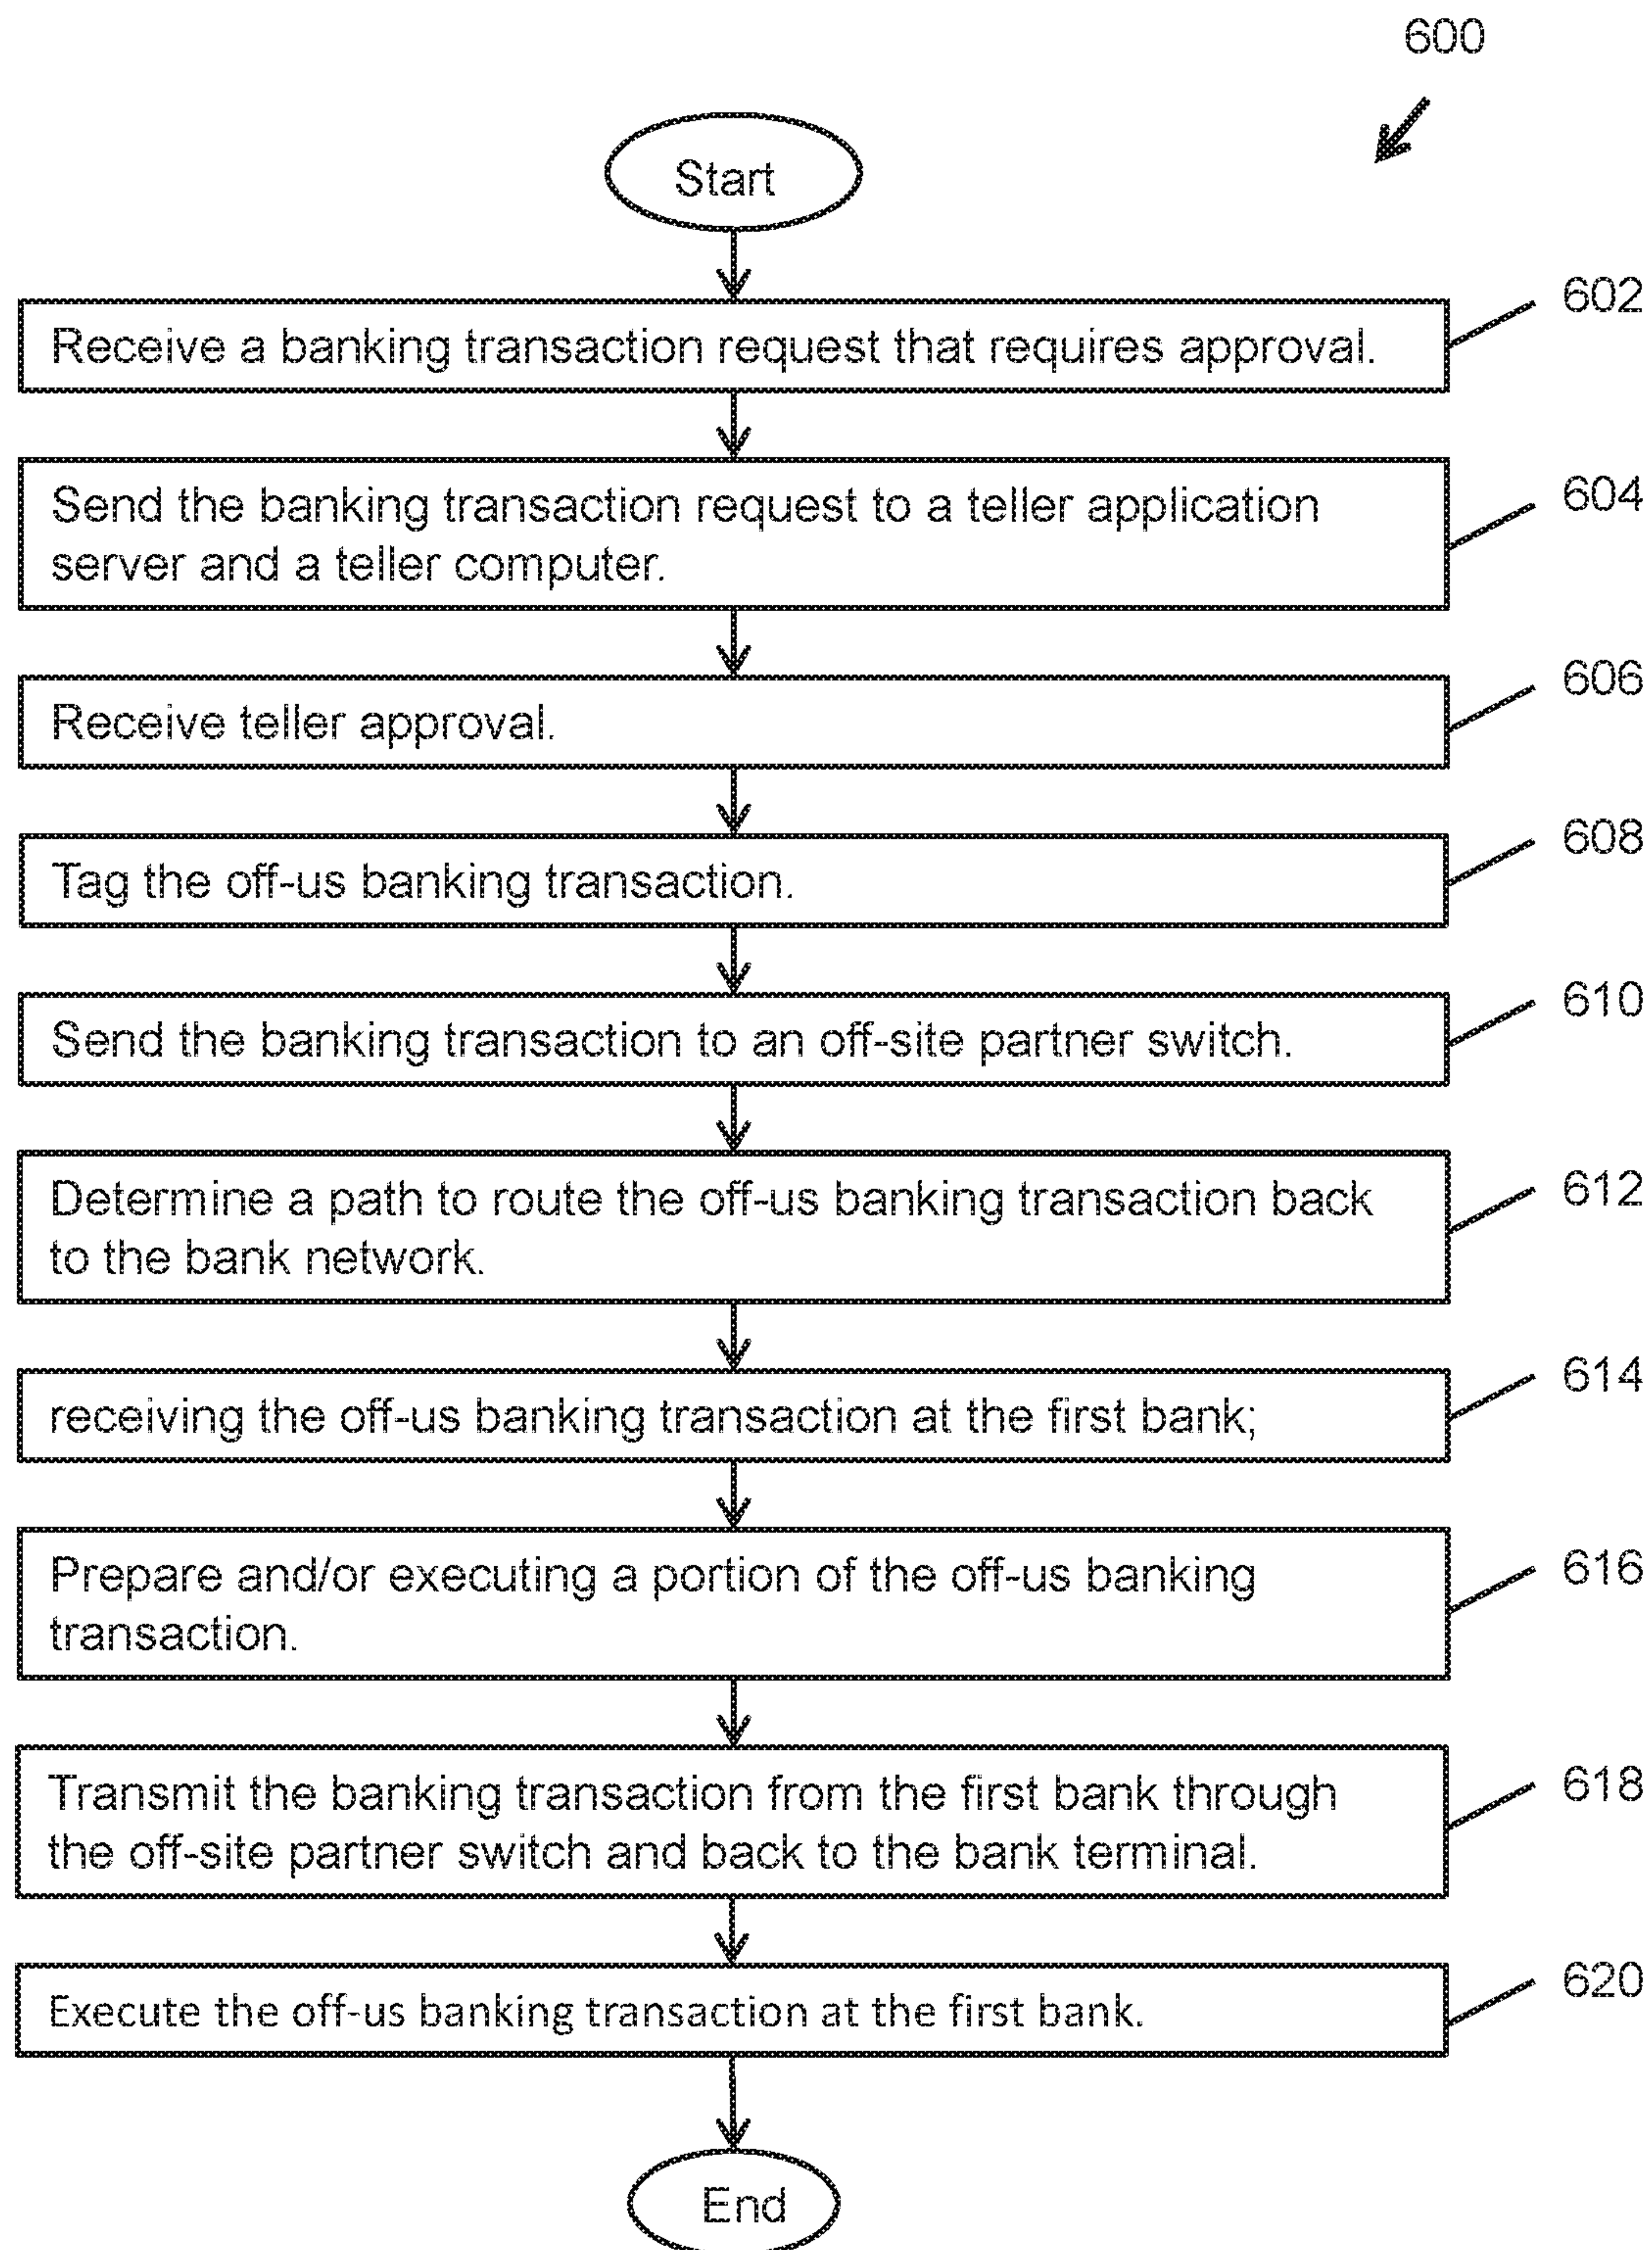 600
Start
Receive a banking transaction request that requires approval.
602
Send the banking transaction request to a teller application
server and a teller computer.
604
Receive teller approval.
606
Tag the off-us banking transaction.
608
Send the banking transaction to an off-site partner switch.
610
Determine a path to route the off-us banking transaction back
to the bank network.
612
receiving the off-us banking transaction at the first bank;
614
Prepare and/or executing a portion of the off-us banking
transaction.
616
Transmit the banking transaction from the first bank through
the off-site partner switch and back to the bank terminal.
618
Execute the off-us banking transaction at the first bank.
620
End